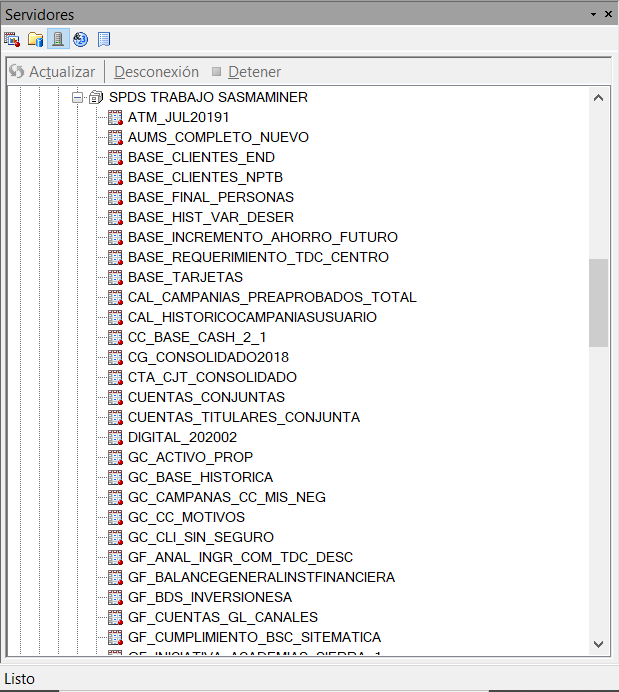 Servidores
Actualizar Desconexión Detener
SPDS TRABAJO SASMAMINER
ATM_JUL20191
AUMS_COMPLETO_NUEVO
BASE_CLIENTES_END
BASE_CLIENTES_NPTB
BASE_FINAL_PERSONAS
BASE_HIST_VAR_DESER
BASE_INCREMENTO_AHORRO_FUTURO
BASE_REQUERIMIENTO_TDC_CENTRO
BASE_TARJETAS
CAL_CAMPANIAS_PREAPROBADOS_TOTAL
CAL_HISTORICOCAMPANIASUSUARIO
CC_BASE_CASH_2_1
CG_CONSOLIDADO2018
CTA_CJT_CONSOLIDADO
CUENTAS_CONJUNTAS
CUENTAS_TITULARES_CONJUNTA
DIGITAL_202002
GC_ACTIVO_PROP
GC_BASE_HISTORICA
GC_CAMPANAS_CC_MIS_NEG
GC_CC_MOTIVOS
GC_CLI_SIN_SEGURO
GF_ANAL_INGR_COM_TDC_DESC
GF_BALANCEGENERALINSTFINANCIERA
GF_BDS_INVERSIONESA
GF_CUENTAS_GL_CANALES
GF_CUMPLIMIENTO_BSC_SITEMATICA
GF_INICIATIVA_ACADEMIAS_SIERRA_1
Listo